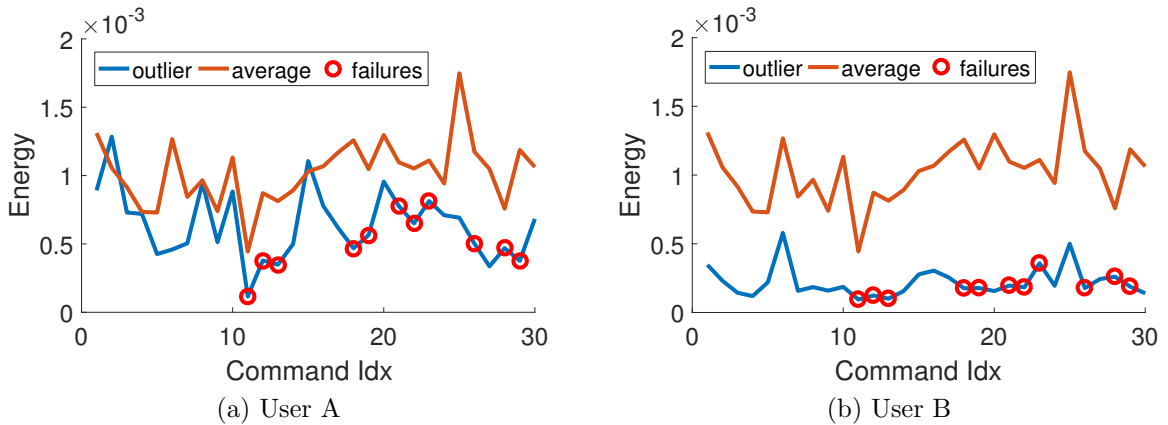 ×10⁻³
2
1.5
1
0.5
0
Energy
outlier average failures
0 10 20 30
Command Idx
(a) User A
×10⁻³
2
1.5
1
0.5
0
Energy
outlier average failures
0 10 20 30
Command Idx
(b) User B